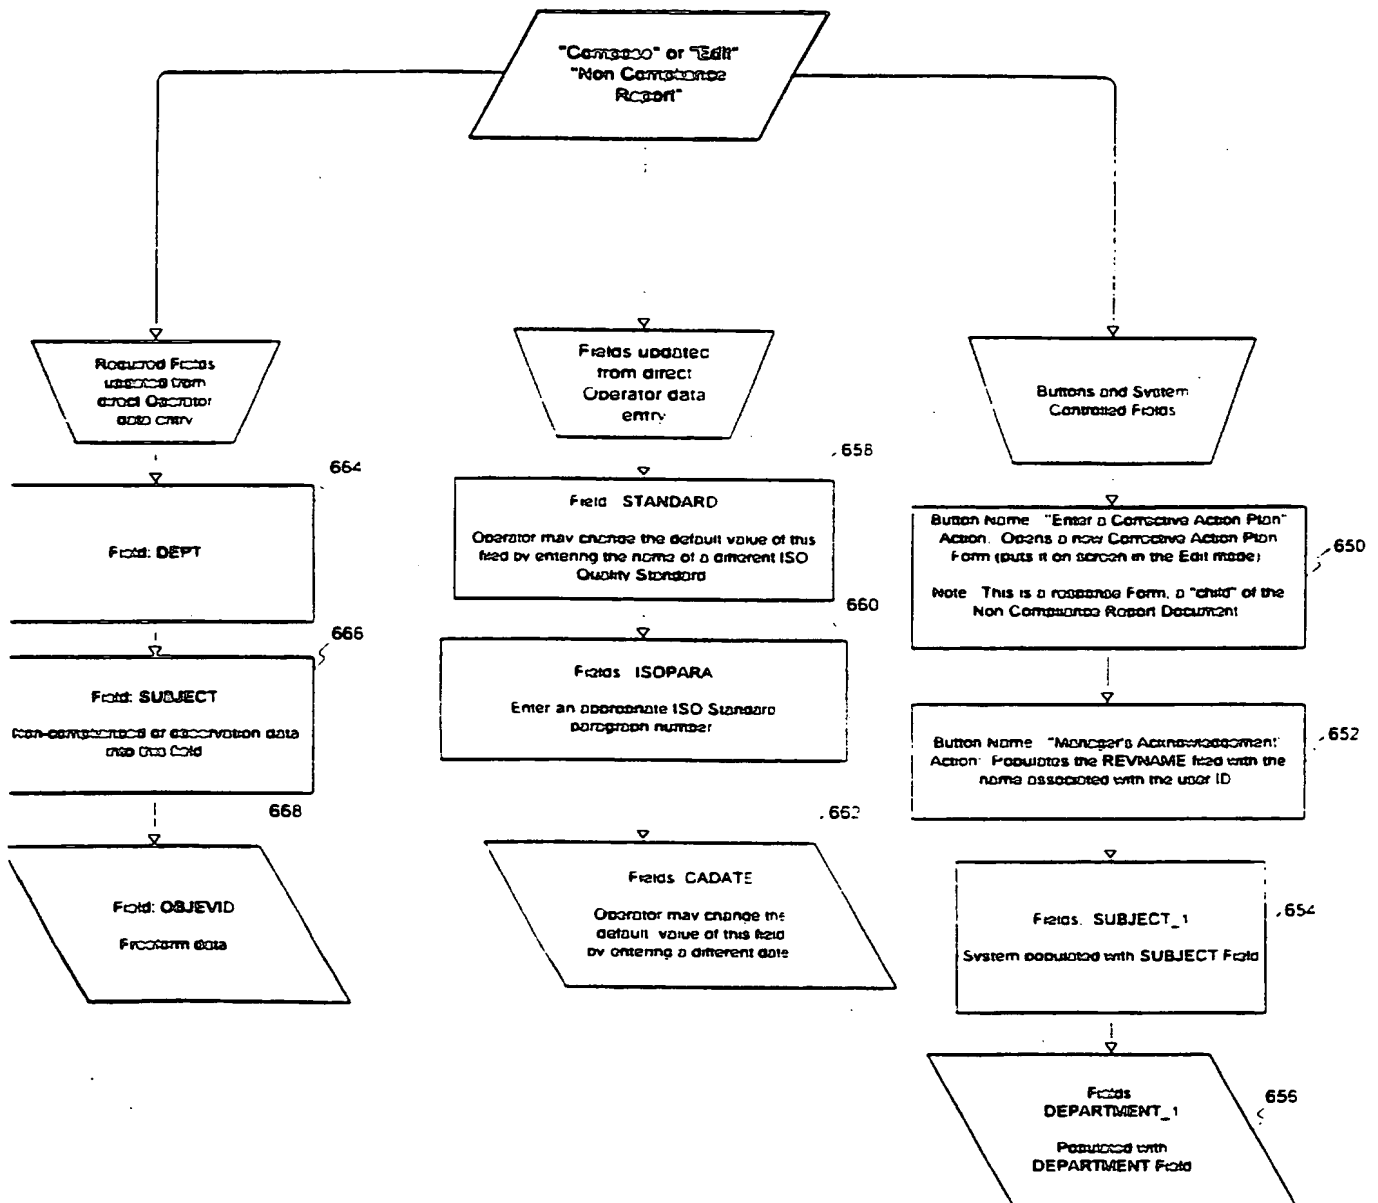 "Compose" or "Edit"
"Non Compliance
Report"
Required Fields
updated from
direct Operator
data entry
664
Field: DEPT
666
Field: SUBJECT
Non-compliance or observation data
into this field
668
Field: OBJEVID
Freeform data
Fields updated
from direct
Operator data
entry
658
Field STANDARD
Operator may change the default value of this
field by entering the name of a different ISO
Quality Standard
660
Fields ISOPARA
Enter an appropriate ISO Standard
paragraph number
662
Fields CADATE
Operator may change the
default value of this field
by entering a different date
Buttons and System
Controlled Fields
650
Button Name "Enter a Corrective Action Plan"
Action: Opens a new Corrective Action Plan
Form (puts it on screen in the Edit mode)
Note This is a response Form, a "child" of the
Non Compliance Report Document
652
Button Name "Manager's Acknowledgement
Action: Populates the REVNAME field with the
name associated with the user ID
654
Fields. SUBJECT_1
System populated with SUBJECT Field
656
Fields
DEPARTMENT_1
Populated with
DEPARTMENT Field